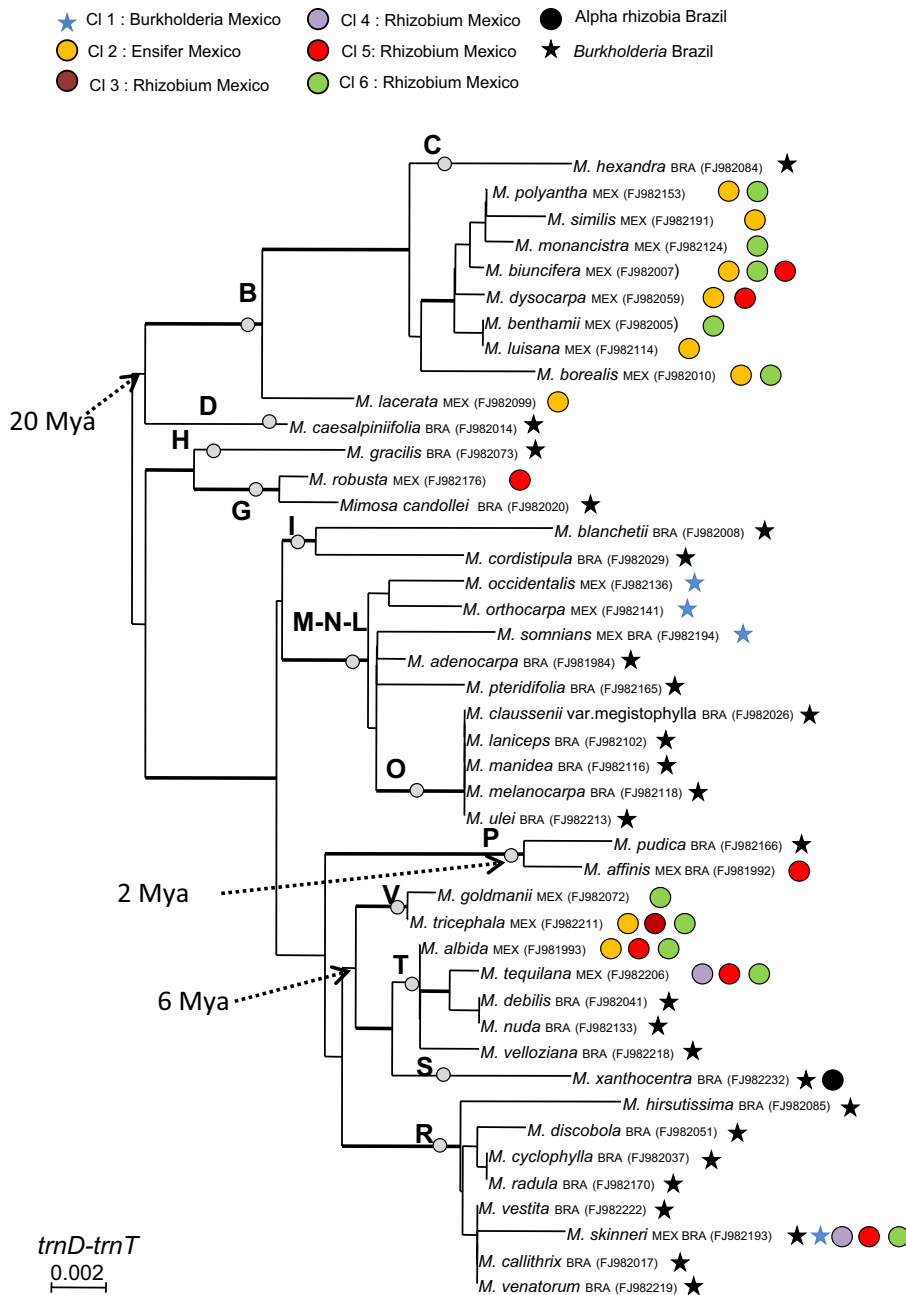 Cl 1 : Burkholderia Mexico
Cl 4 : Rhizobium Mexico
Alpha rhizobia Brazil
Cl 2 : Ensifer Mexico
Cl 5: Rhizobium Mexico
Burkholderia Brazil
Cl 3 : Rhizobium Mexico
Cl 6 : Rhizobium Mexico
C
M. hexandra BRA (FJ982084)
M. polyantha MEX (FJ982153)
M. similis MEX (FJ982191)
M. monancistra MEX (FJ982124)
M. biuncifera MEX (FJ982007)
B
M. dysocarpa MEX (FJ982059)
M. benthamii MEX (FJ982005)
M. luisana MEX (FJ982114)
M. borealis MEX (FJ982010)
M. lacerata MEX (FJ982099)
20 Mya
D
M. caesalpiniifolia BRA (FJ982014)
H
M. gracilis BRA (FJ982073)
M. robusta MEX (FJ982176)
G
Mimosa candollei BRA (FJ982020)
I
M. blanchetii BRA (FJ982008)
M. cordistipula BRA (FJ982029)
M. occidentalis MEX (FJ982136)
M. orthocarpa MEX (FJ982141)
M-N-L
M. somnians MEX BRA (FJ982194)
M. adenocarpa BRA (FJ981984)
M. pteridifolia BRA (FJ982165)
M. claussenii var.megistophylla BRA (FJ982026)
M. laniceps BRA (FJ982102)
M. manidea BRA (FJ982116)
O
M. melanocarpa BRA (FJ982118)
M. ulei BRA (FJ982213)
P
M. pudica BRA (FJ982166)
M. affinis MEX BRA (FJ981992)
2 Mya
V
M. goldmanii MEX (FJ982072)
M. tricephala MEX (FJ982211)
M. albida MEX (FJ981993)
T
M. tequilana MEX (FJ982206)
6 Mya
M. debilis BRA (FJ982041)
M. nuda BRA (FJ982133)
M. velloziana BRA (FJ982218)
S
M. xanthocentra BRA (FJ982232)
M. hirsutissima BRA (FJ982085)
R
M. discobola BRA (FJ982051)
M. cyclophylla BRA (FJ982037)
M. radula BRA (FJ982170)
M. vestita BRA (FJ982222)
M. skinneri MEX BRA (FJ982193)
trnD-trnT
M. callithrix BRA (FJ982017)
0.002
M. venatorum BRA (FJ982219)